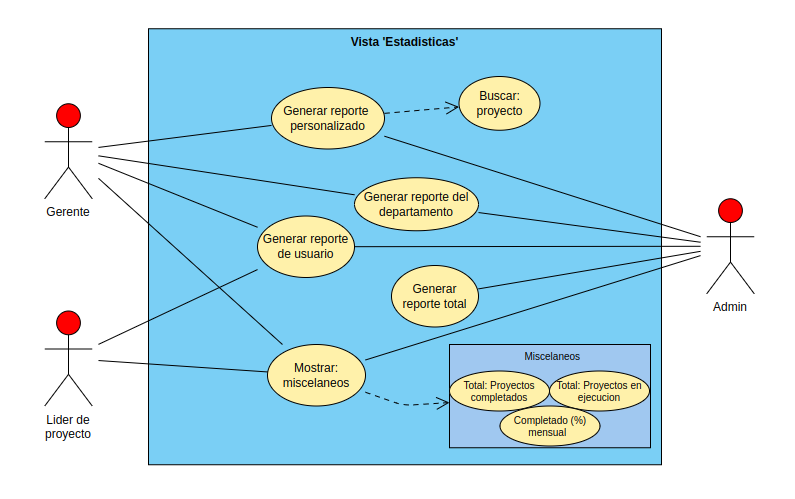 Vista 'Estadisticas'
Generar reporte
personalizado
Buscar:
proyecto
Gerente
Generar reporte del
departamento
Generar reporte
de usuario
Generar
reporte total
Admin
Lider de
proyecto
Mostrar:
miscelaneos
Miscelaneos
Total: Proyectos
completados
Total: Proyectos en
ejecucion
Completado (%)
mensual